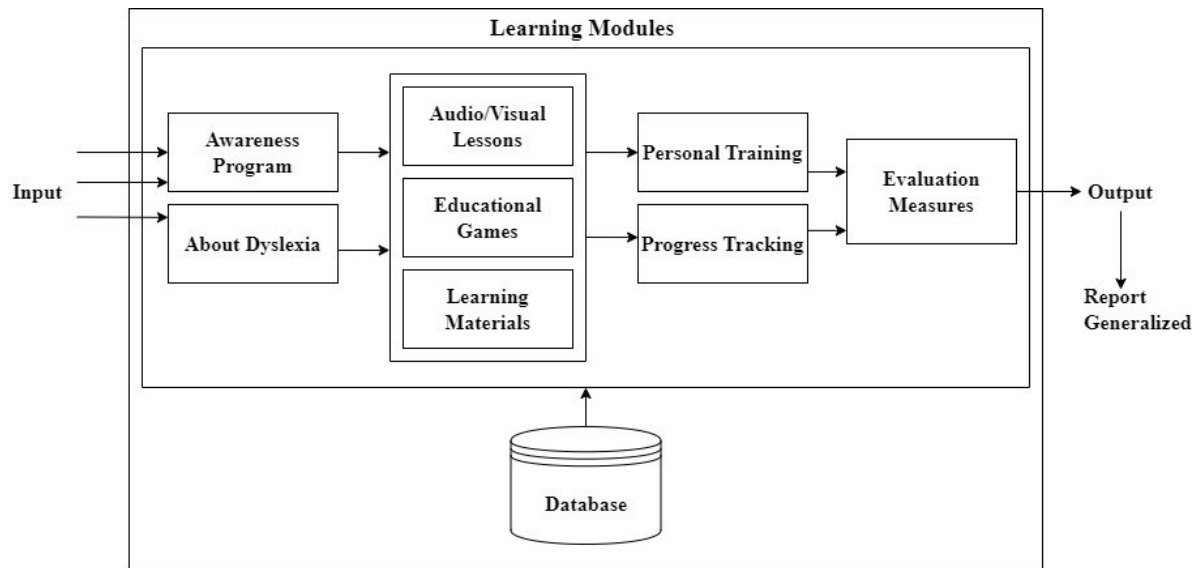 Learning Modules
Input
Awareness
Program
About Dyslexia
Audio/Visual
Lessons
Educational
Games
Learning
Materials
Personal Training
Progress Tracking
Evaluation
Measures
Output
Report
Generalized
Database